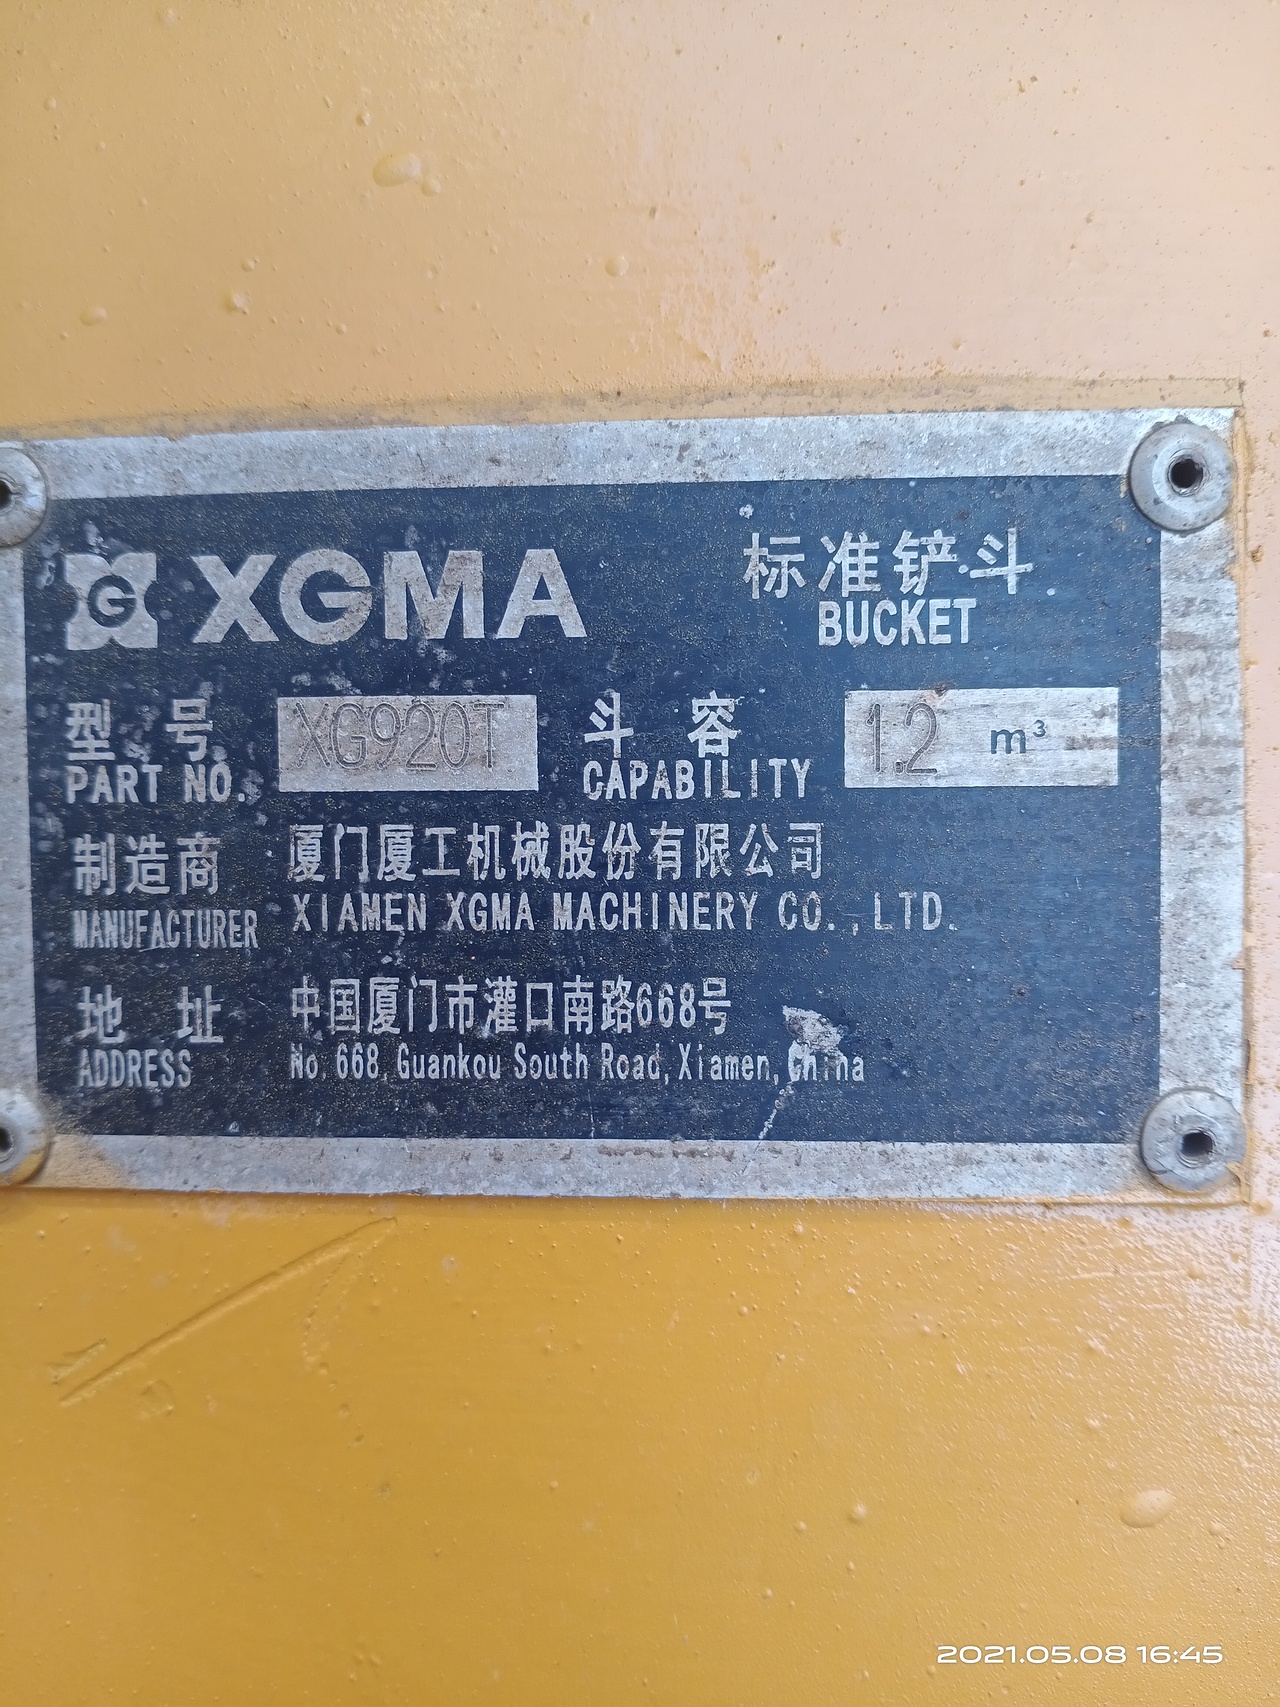 G XGMA
标准铲斗
BUCKET
型号 XG920T 斗容 1.2 m³
PART NO. CAPABILITY
制造商 厦门厦工机械股份有限公司
MANUFACTURER XIAMEN XGMA MACHINERY CO.,LTD.
地址 中国厦门市灌口南路668号
ADDRESS No.668 Guankou South Road,Xiamen,China
2021.05.08 16:45